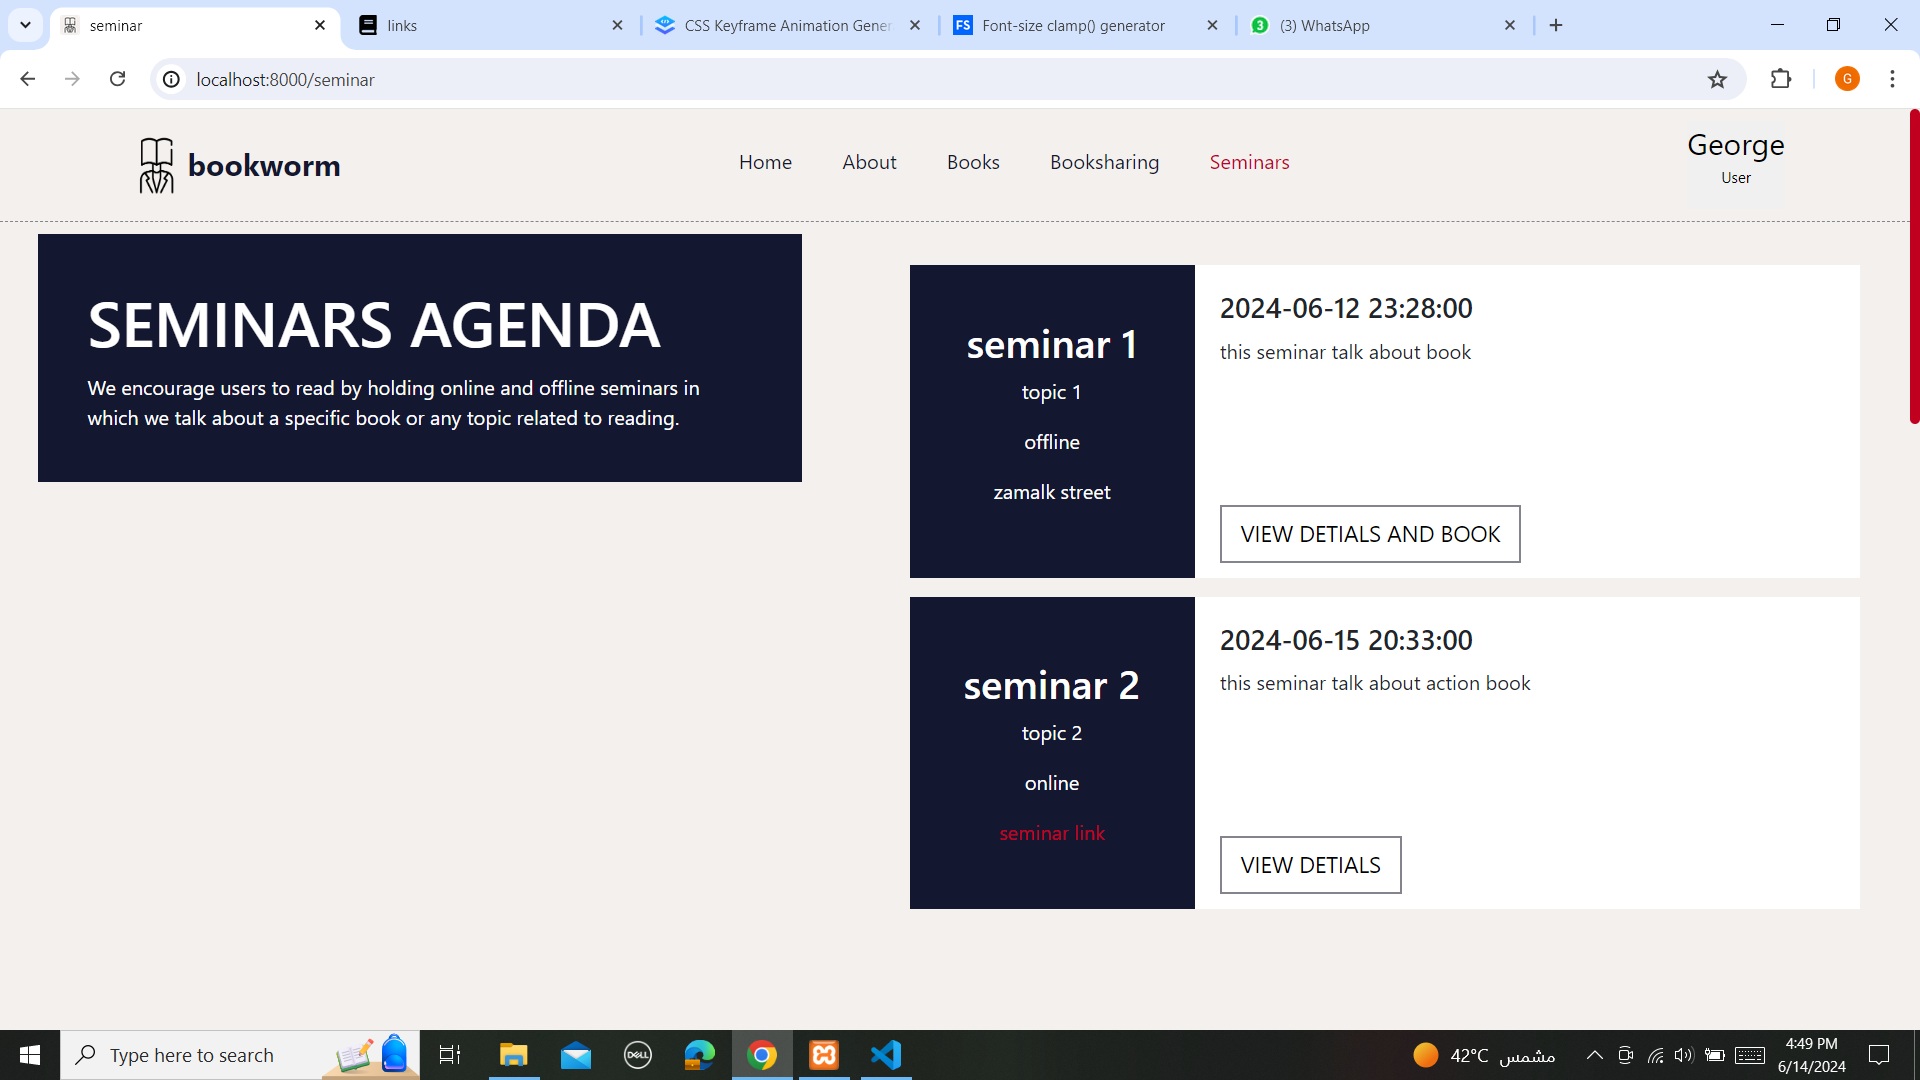 seminar
links
CSS Keyframe Animation Gener
FS
Font-size clamp() generator
3
(3) WhatsApp
localhost:8000/seminar
G
bookworm
Home
About
Books
Booksharing
Seminars
George
User
SEMINARS AGENDA
We encourage users to read by holding online and offline seminars in
which we talk about a specific book or any topic related to reading.
seminar 1
topic 1
offline
zamalk street
2024-06-12 23:28:00
this seminar talk about book
VIEW DETIALS AND BOOK
seminar 2
topic 2
online
seminar link
2024-06-15 20:33:00
this seminar talk about action book
VIEW DETIALS
Type here to search
DELL
42°C مشمس
4:49 PM
6/14/2024